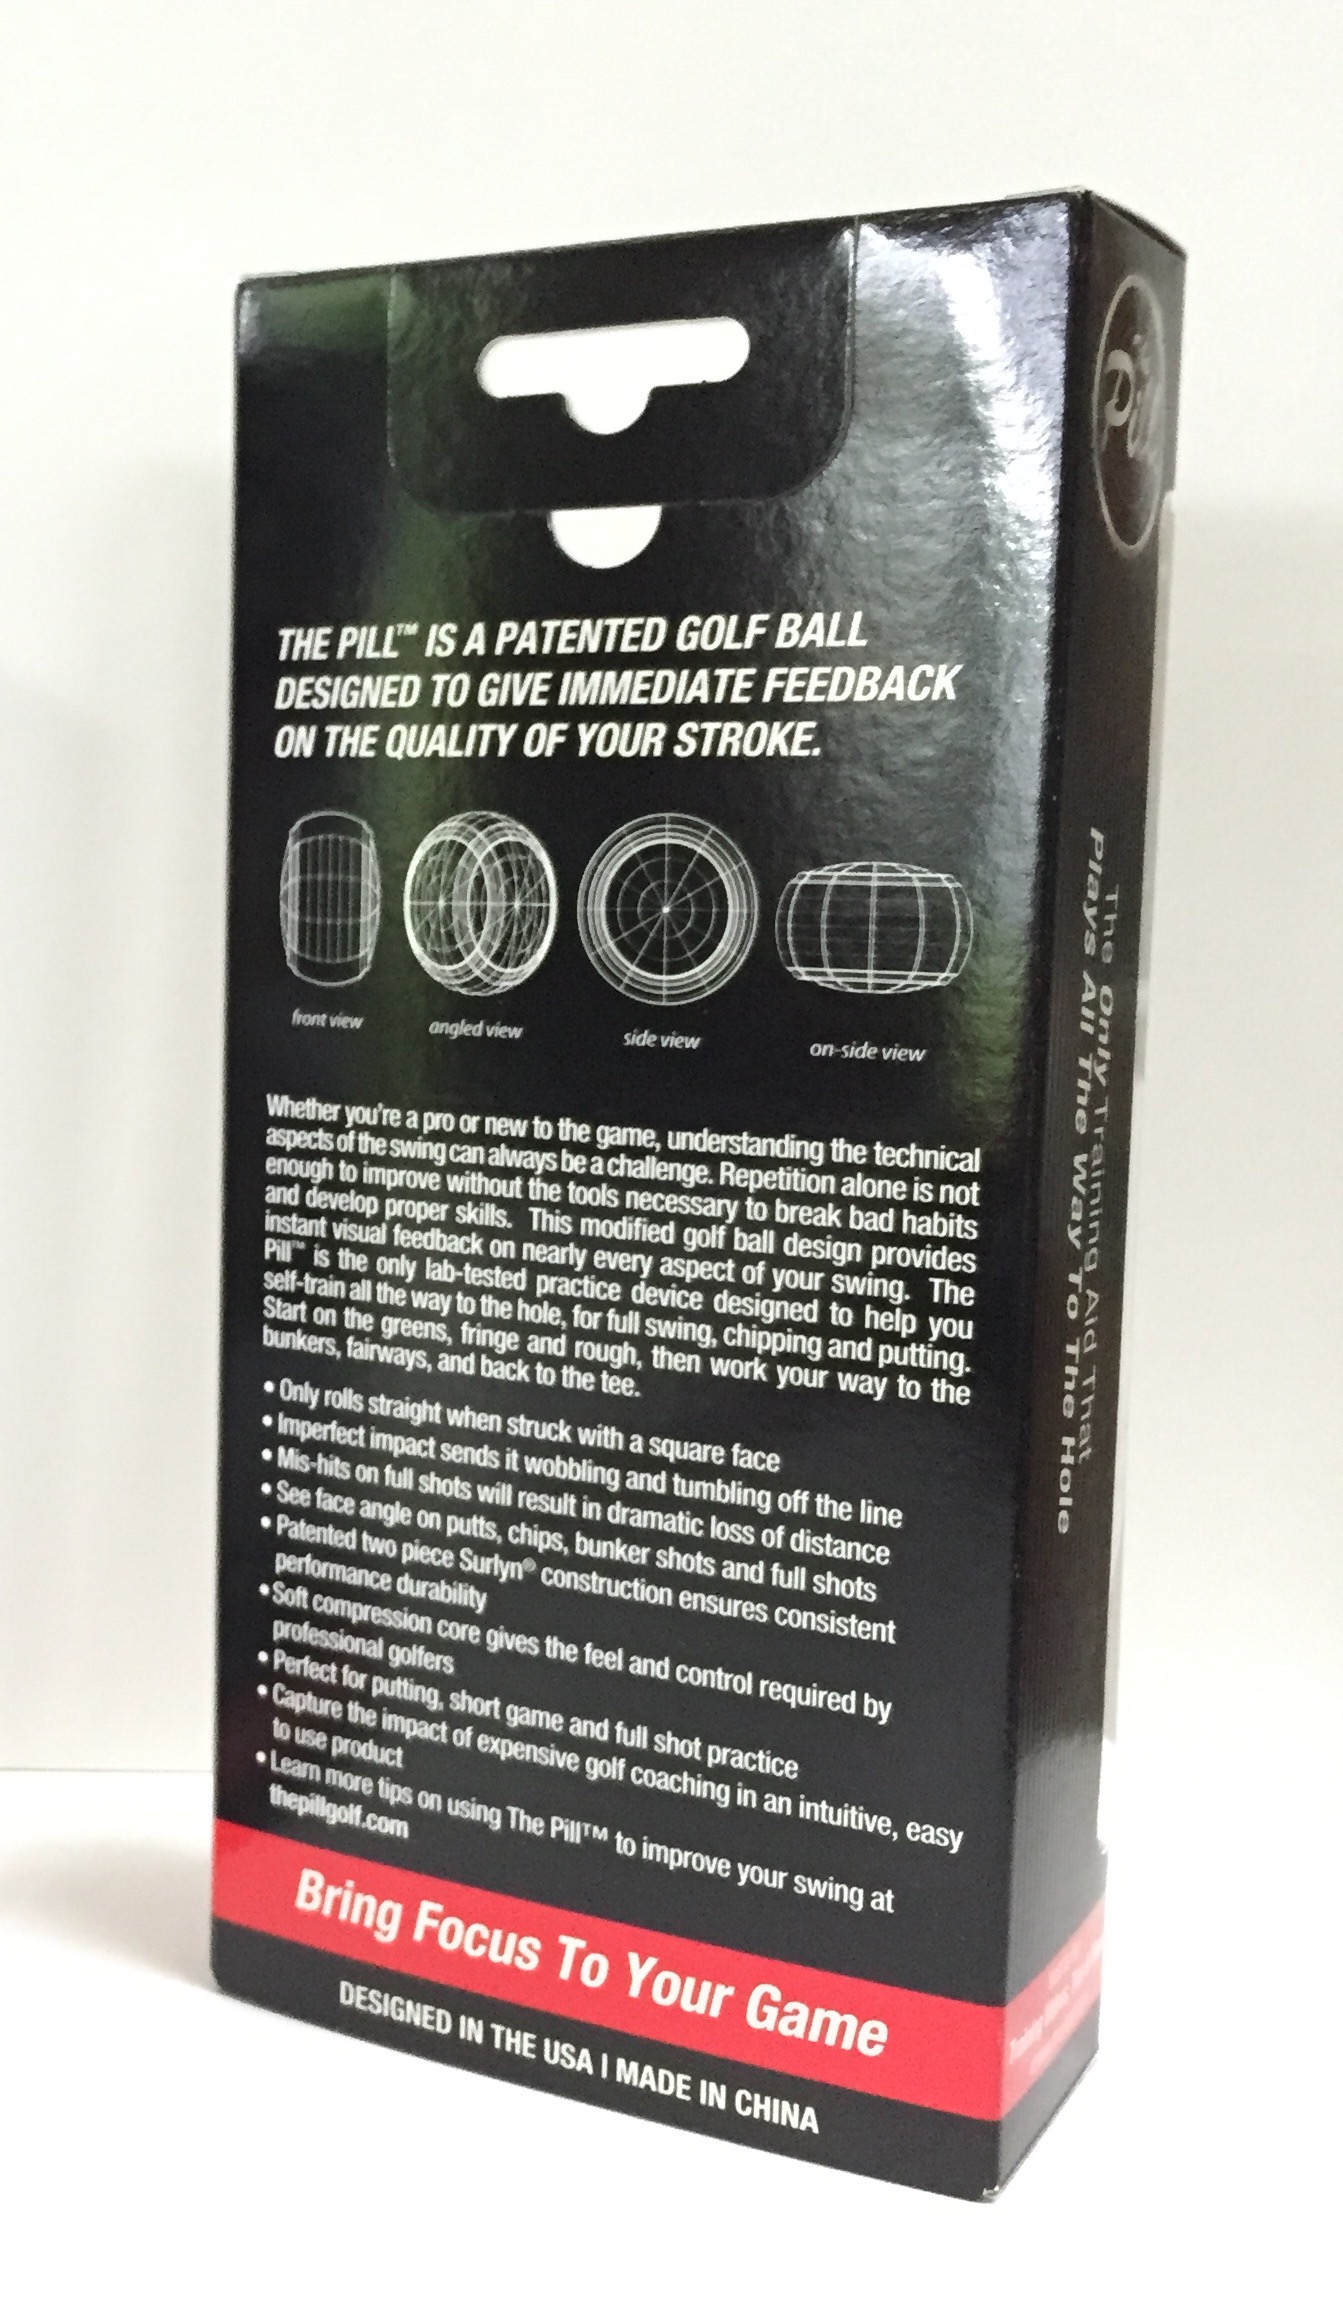 THE PILL™ IS A PATENTED GOLF BALL
DESIGNED TO GIVE IMMEDIATE FEEDBACK
ON THE QUALITY OF YOUR STROKE.
front view
angled view
side view
on-side view
Whether you're a pro or new to the game, understanding the technical
aspects of the swing can always be a challenge. Repetition alone is not
enough to improve without the tools necessary to break bad habits
and develop proper skills. This modified golf ball design provides
instant visual feedback on nearly every aspect of your swing. The
Pill™ is the only lab-tested practice device designed to help you
self-train all the way to the hole, for full swing, chipping and putting.
Start on the greens, fringe and rough, then work your way to the
bunkers, fairways, and back to the tee.
• Only rolls straight when struck with a square face
• Imperfect impact sends it wobbling and tumbling off the line
• Mis-hits on full shots will result in dramatic loss of distance
• See face angle on putts, chips, bunker shots and full shots
• Patented two piece Surlyn® construction ensures consistent
performance durability
• Soft compression core gives the feel and control required by
professional golfers
• Perfect for putting, short game and full shot practice
• Capture the impact of expensive golf coaching in an intuitive, easy
to use product
• Learn more tips on using The Pill™ to improve your swing at
thepillgolf.com
Bring Focus To Your Game
DESIGNED IN THE USA | MADE IN CHINA
The Only Training Aid That
Plays All The Way To The Hole